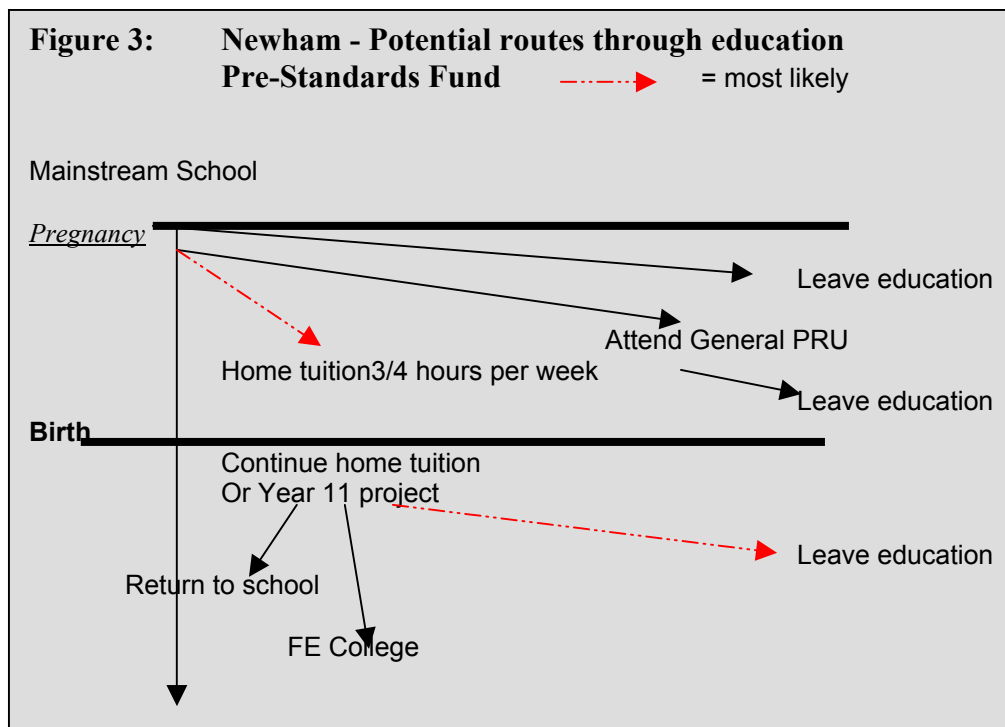 Figure 3: Newham - Potential routes through education
Pre-Standards Fund = most likely
Mainstream School
Pregnancy
Leave education
Attend General PRU
Home tuition3/4 hours per week
Leave education
Birth
Continue home tuition
Or Year 11 project
Leave education
Return to school
FE College